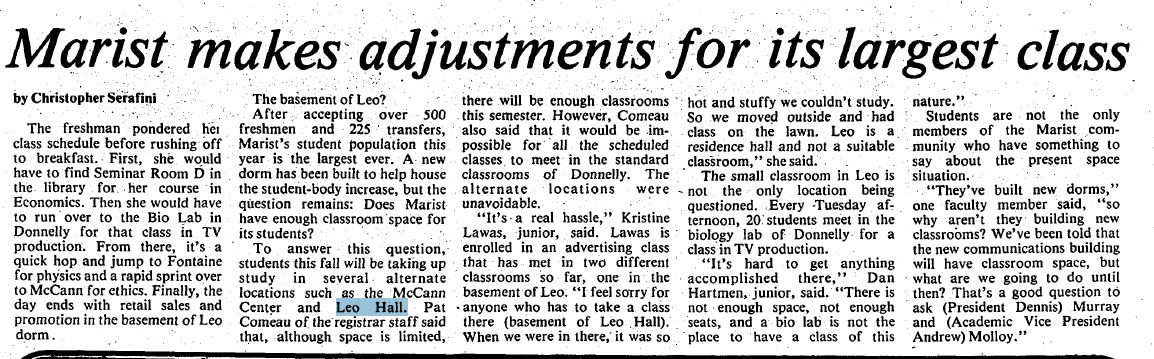 Marist makes adjustments for its largest class
by Christopher Serafini
The freshman pondered her
class schedule before rushing off
to breakfast. First, she would
have to find Seminar Room D in
the library for her course in
Economics. Then she would have
to run over to the Bio Lab in
Donnelly for that class in TV
production. From there, it's a
quick hop and jump to Fontaine
for physics and a rapid sprint over
to McCann for ethics. Finally, the
day ends with retail sales and
promotion in the basement of Leo
dorm.
The basement of Leo?
After accepting over 500
freshmen and 225 transfers,
Marist's student population this
year is the largest ever. A new
dorm has been built to help house
the student-body increase, but the
question remains: Does Marist
have enough classroom space for
its students?
To answer this question,
students this fall will be taking up
study in several alternate
locations such as the McCann
Center and Leo Hall. Pat
Comeau of the registrar staff said
that, although space is limited,
there will be enough classrooms
this semester. However, Comeau
also said that it would be im-
possible for all the scheduled
classes to meet in the standard
classrooms of Donnelly. The
alternate locations were
unavoidable.
"It's a real hassle," Kristine
Lawas, junior, said. Lawas is
enrolled in an advertising class
that has met in two different
classrooms so far, one in the
basement of Leo. "I feel sorry for
anyone who has to take a class
there (basement of Leo Hall).
When we were in there, it was so
hot and stuffy we couldn't study.
So we moved outside and had
class on the lawn. Leo is a
residence hall and not a suitable
classroom," she said.
The small classroom in Leo is
not the only location being
questioned. Every Tuesday af-
ternoon, 20 students meet in the
biology lab of Donnelly for a
class in TV production.
"It's hard to get anything
accomplished there," Dan
Hartmen, junior, said. "There is
not enough space, not enough
seats, and a bio lab is not the
place to have a class of this
nature."
Students are not the only
members of the Marist com-
munity who have something to
say about the present space
situation.
"They've built new dorms,"
one faculty member said, "so
why aren't they building new
classrooms? We've been told that
the new communications building
will have classroom space, but
what are we going to do until
then? That's a good question to
ask (President Dennis) Murray
and (Academic Vice President
Andrew) Molloy."